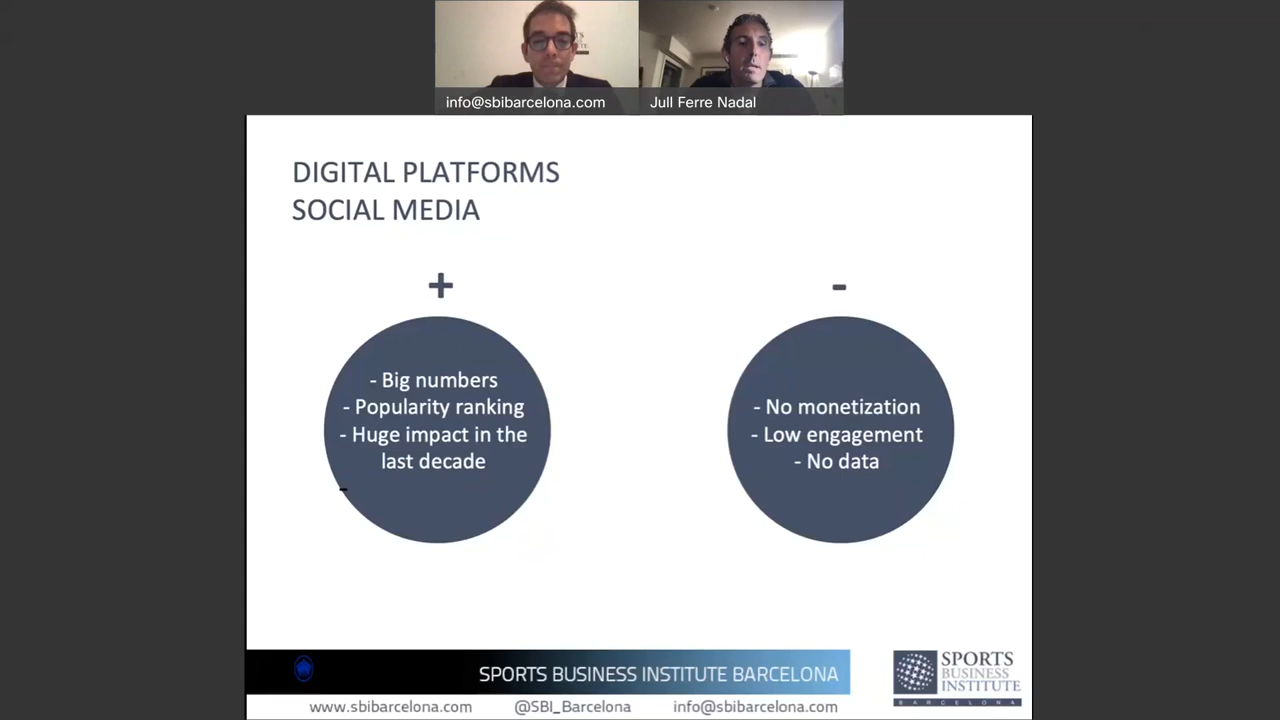 info@sbibarcelona.com
Jull Ferre Nadal
DIGITAL PLATFORMS
SOCIAL MEDIA
+
-
- Big numbers
- Popularity ranking
- Huge impact in the
last decade
-
- No monetization
- Low engagement
- No data
SPORTS BUSINESS INSTITUTE BARCELONA
SPORTS
BUSINESS
INSTITUTE
BARCELONA
www.sbibarcelona.com @SBI_Barcelona info@sbibarcelona.com